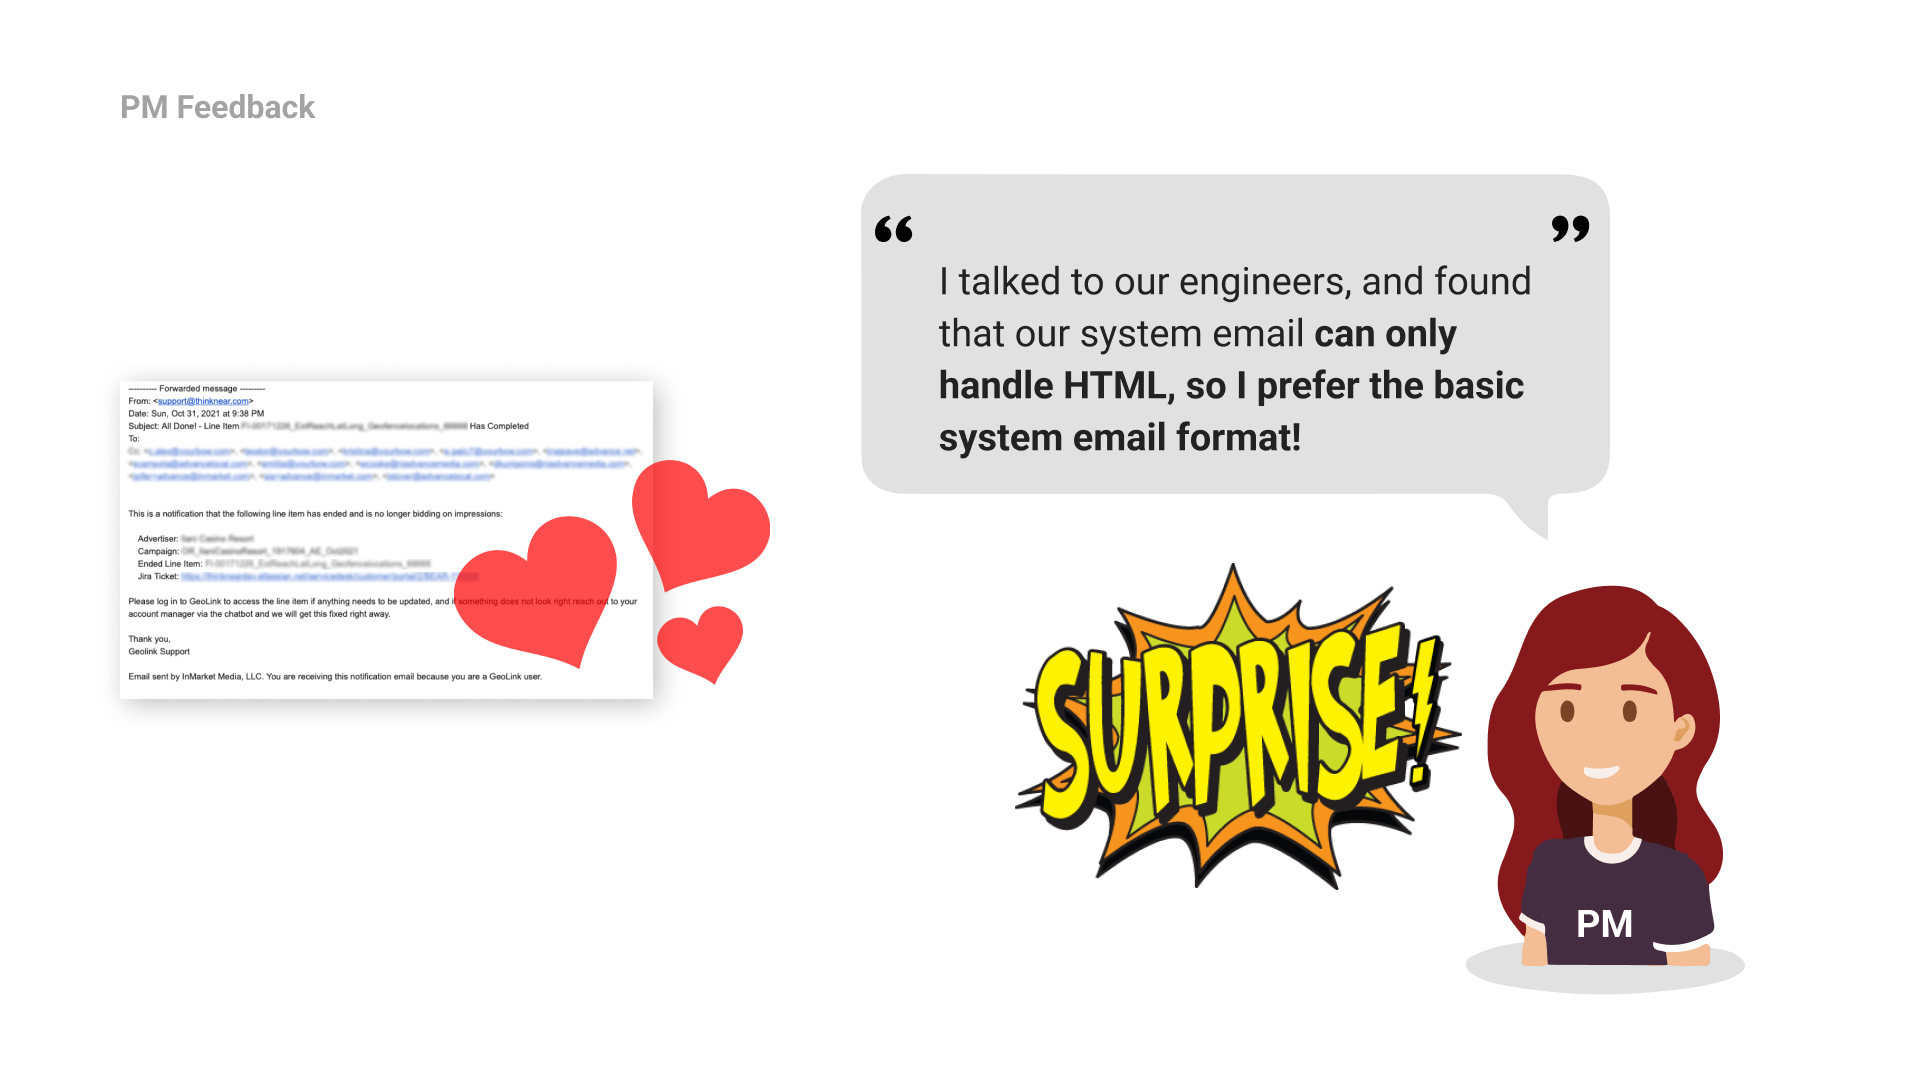 PM Feedback
---------- Forwarded message ---------
From: <support@thinknear.com>
Date: Sun, Oct 31, 2021 at 9:38 PM
Subject: All Done! - Line Item Has Completed
To:
This is a notification that the following line item has ended and is no longer bidding on impressions:
Advertiser:
Campaign:
Ended Line Item:
Jira Ticket:
Please log in to GeoLink to access the line item if anything needs to be updated, and if something does not look right reach out to your
account manager via the chatbot and we will get this fixed right away.
Thank you,
Geolink Support
Email sent by InMarket Media, LLC. You are receiving this notification email because you are a GeoLink user.
“ ”
I talked to our engineers, and found
that our system email can only
handle HTML, so I prefer the basic
system email format!
SURPRISE!
PM